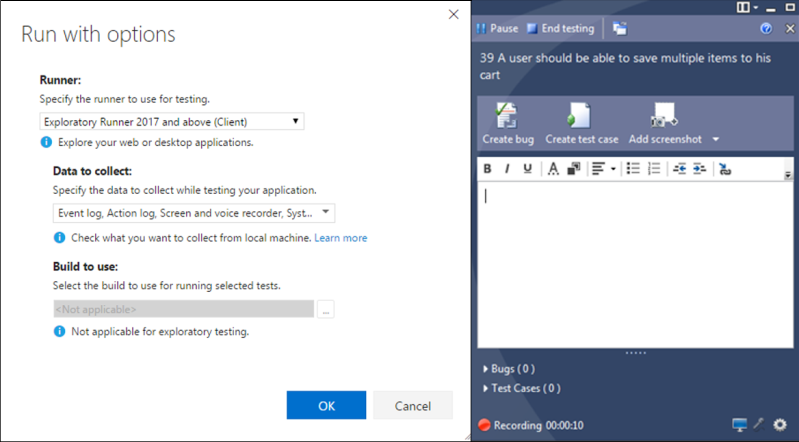 Run with options
Runner:
Specify the runner to use for testing.
Exploratory Runner 2017 and above (Client)
Explore your web or desktop applications.
Data to collect:
Specify the data to collect while testing your application.
Event log, Action log, Screen and voice recorder, Syst...
Check what you want to collect from local machine. Learn more
Build to use:
Select the build to use for running selected tests.
<Not applicable>
...
Not applicable for exploratory testing.
OK
Cancel
Pause
End testing
39 A user should be able to save multiple items to his
cart
Create bug
Create test case
Add screenshot
B I U A
Bugs ( 0 )
Test Cases ( 0 )
Recording 00:00:10